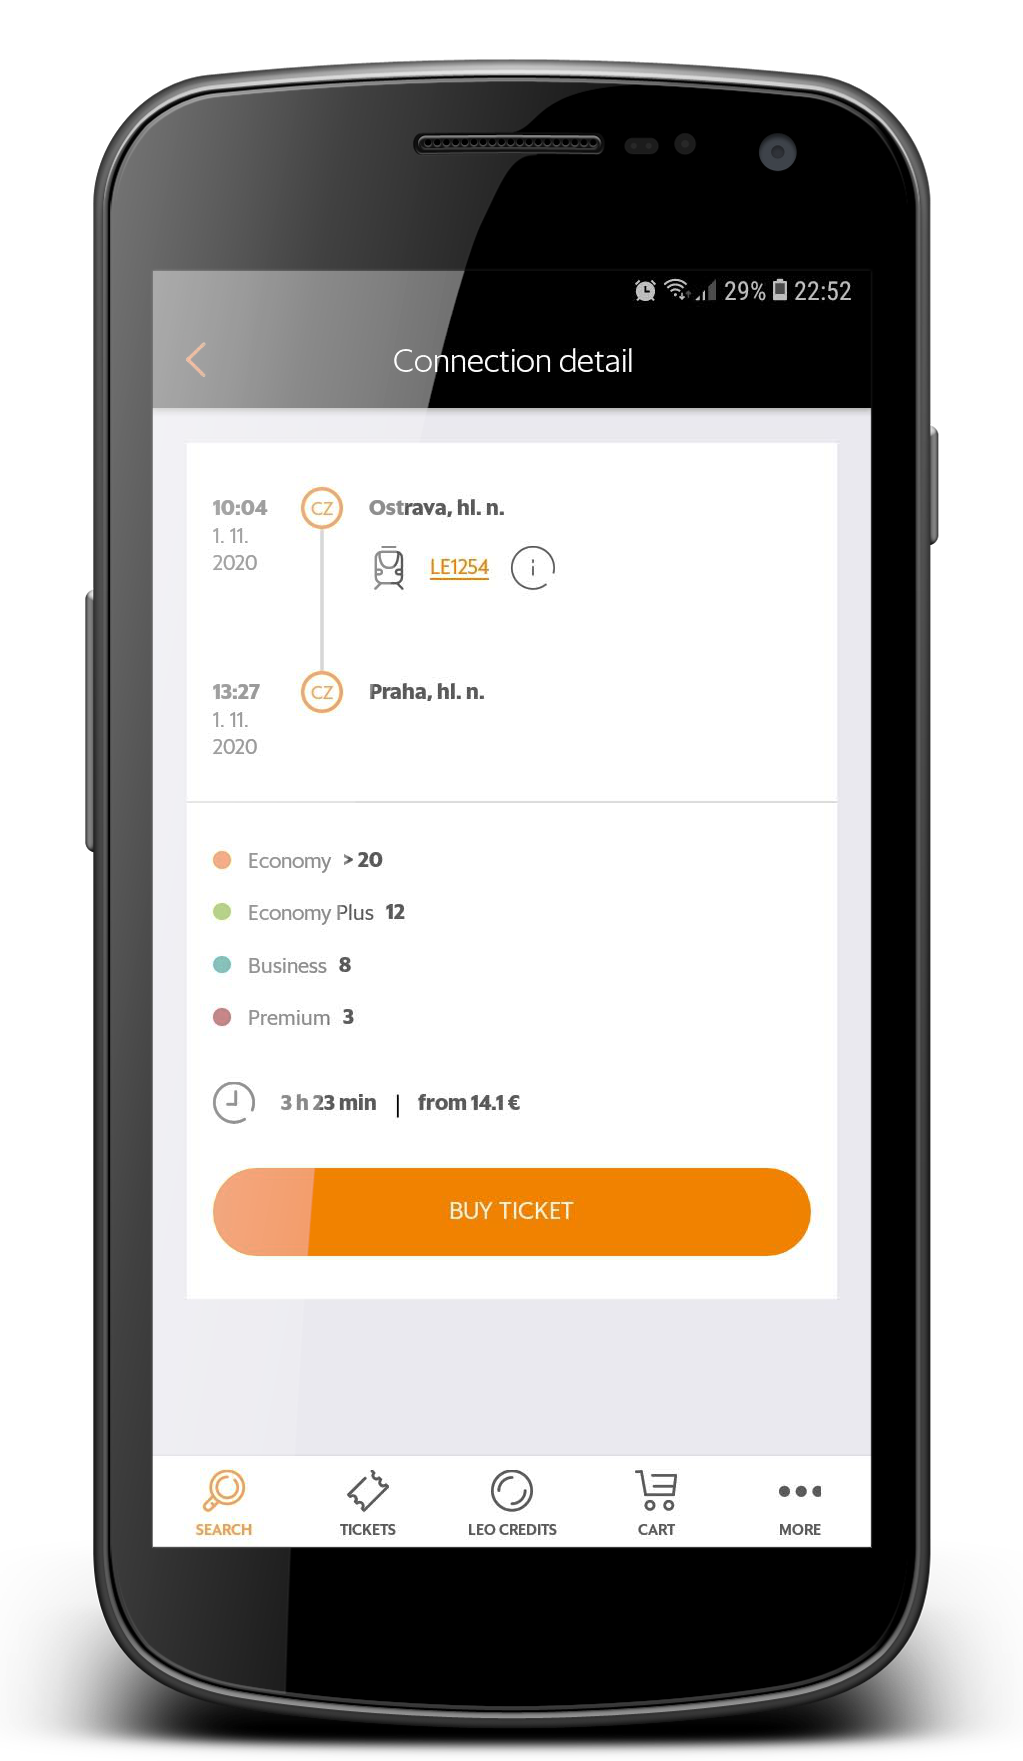 29% 22:52
Connection detail
10:04 CZ Ostrava, hl. n.
1. 11.
2020
LE1254 i
13:27 CZ Praha, hl. n.
1. 11.
2020
Economy > 20
Economy Plus 12
Business 8
Premium 3
3 h 23 min | from 14.1 €
BUY TICKET
SEARCH TICKETS LEO CREDITS CART MORE